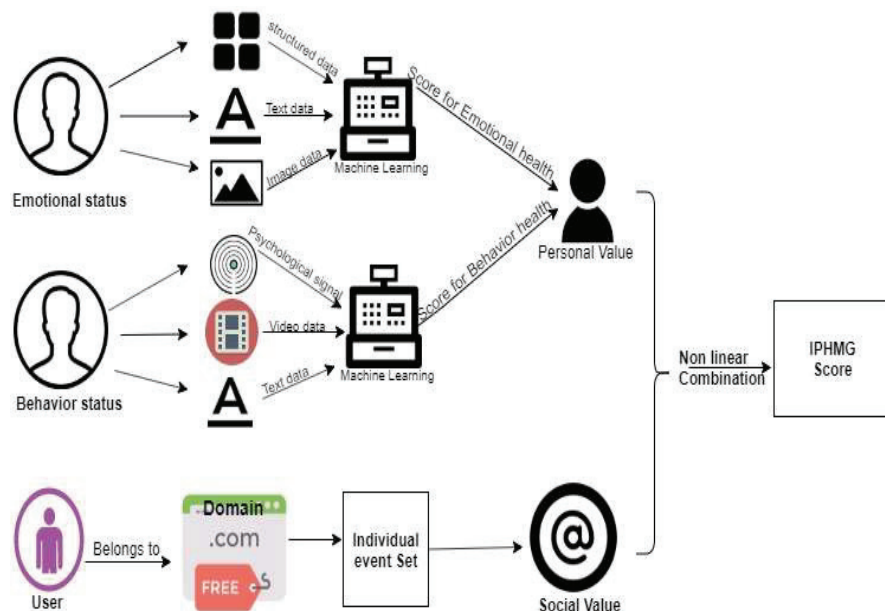 structured data
Text data
Image data
Machine Learning
Emotional status
Score for Emotional health
Psychological signal
Video data
Text data
Machine Learning
Behavior status
Score for Behavior health
Personal Value
Non linear
Combination
IPHMG
Score
User
Belongs to
Domain
.com
FREE
Individual
event Set
@
Social Value
A
A